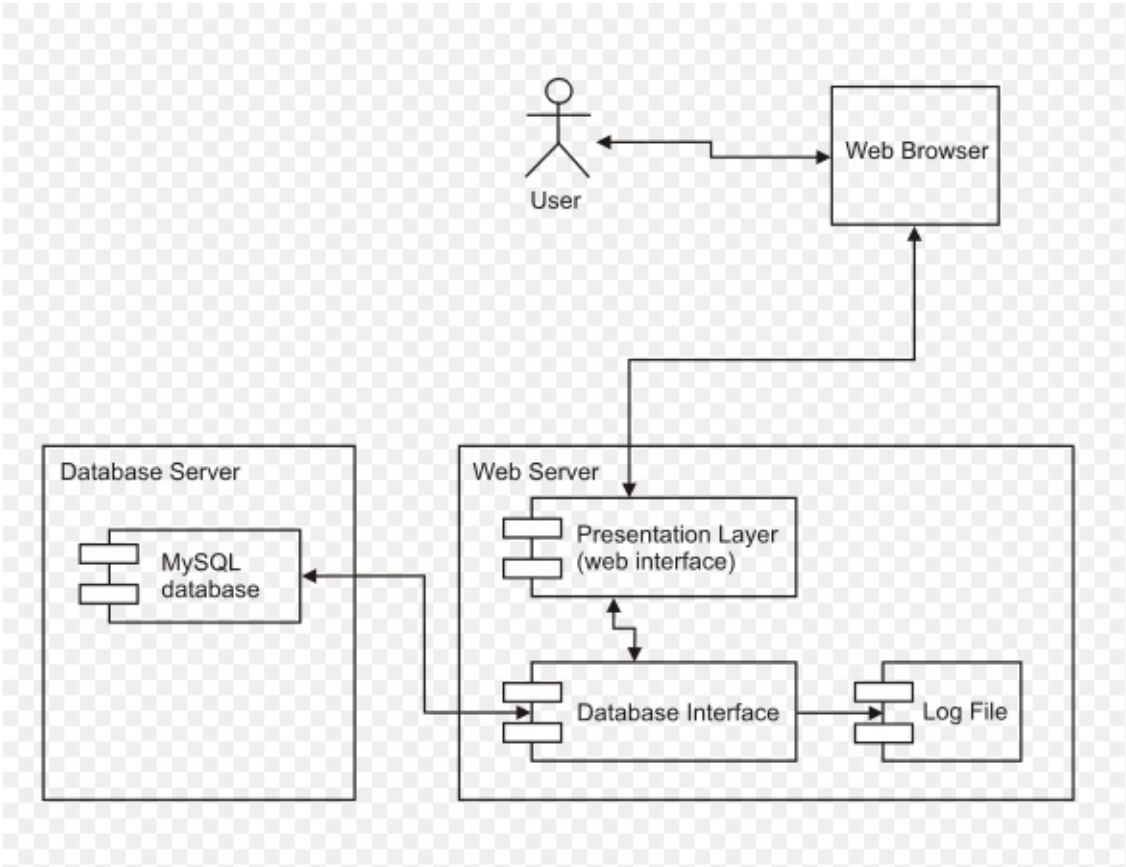 User
Web Browser
Database Server
MySQL
database
Web Server
Presentation Layer
(web interface)
Database Interface
Log File